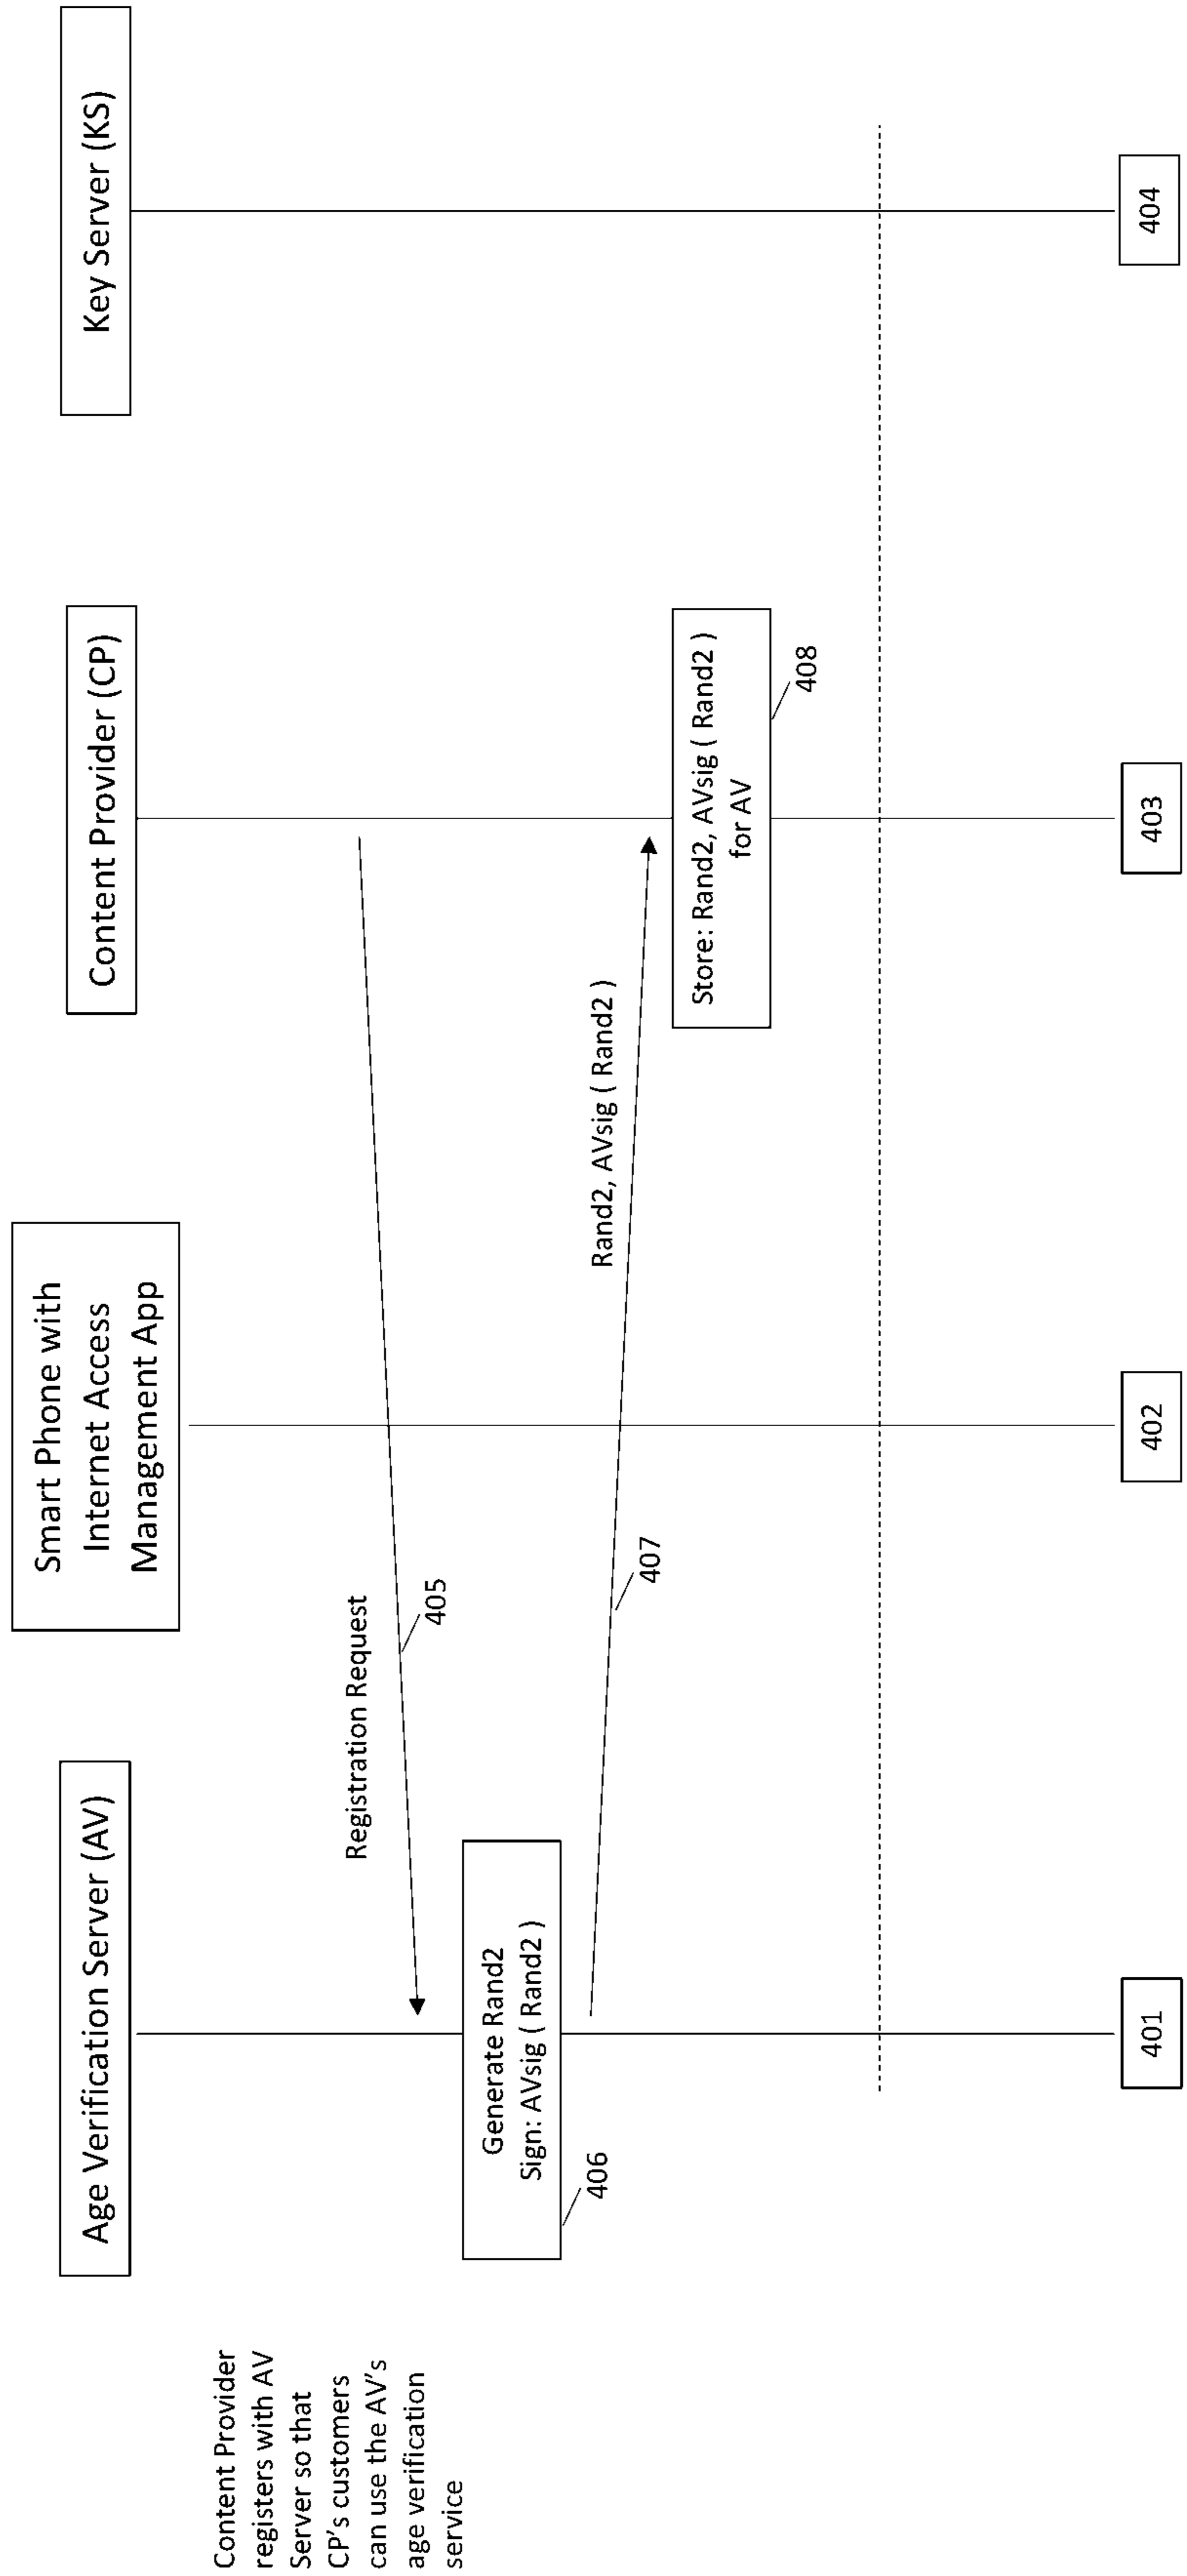 Age Verification Server (AV)
Smart Phone with
Internet Access
Management App
Content Provider (CP)
Key Server (KS)
Content Provider
registers with AV
Server so that
CP's customers
can use the AV's
age verification
service
Registration Request
405
Generate Rand2
Sign: AVsig ( Rand2 )
406
Rand2, AVsig ( Rand2 )
407
Store: Rand2, AVsig ( Rand2 )
for AV
408
401
402
403
404